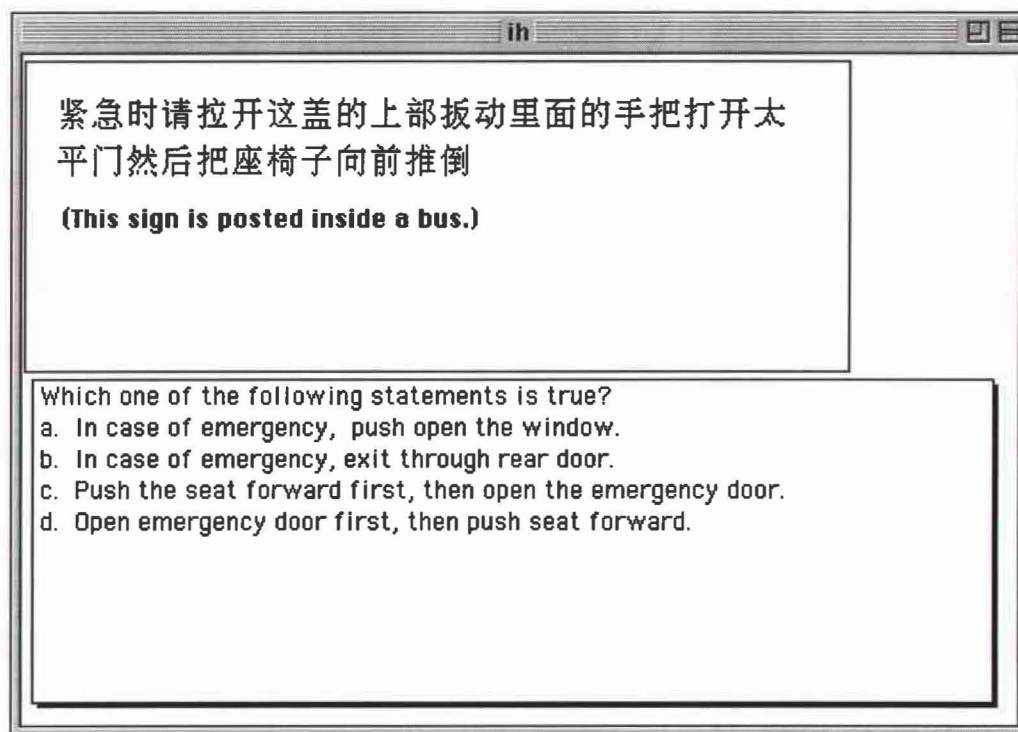 ih
紧急时请拉开这盖的上部扳动里面的手把打开太
平门然后把座椅子向前推倒
(This sign is posted inside a bus.)
Which one of the following statements is true?
a. In case of emergency, push open the window.
b. In case of emergency, exit through rear door.
c. Push the seat forward first, then open the emergency door.
d. Open emergency door first, then push seat forward.